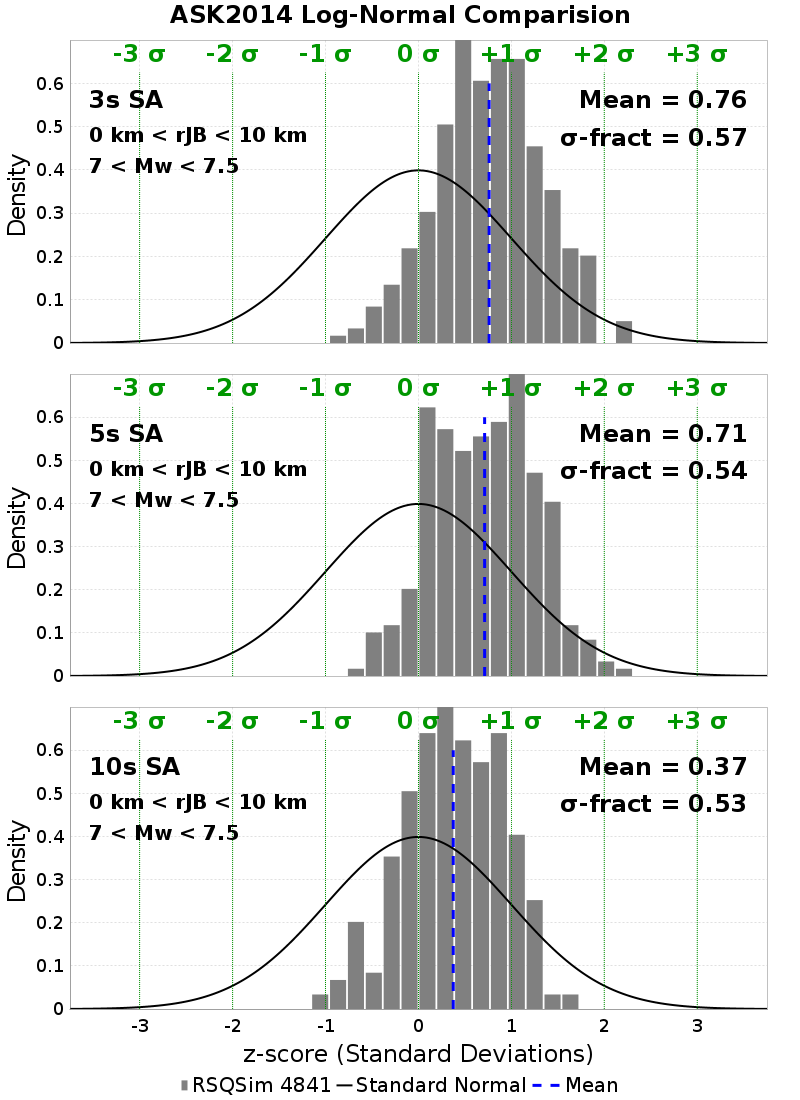 ASK2014 Log-Normal Comparision
-3 σ -2 σ -1 σ 0 σ +1 σ +2 σ +3 σ
3s SA
0 km < rJB < 10 km
7 < Mw < 7.5
Mean = 0.76
σ-fract = 0.57
Density
0.6
0.5
0.4
0.3
0.2
0.1
0
-3 σ -2 σ -1 σ 0 σ +1 σ +2 σ +3 σ
5s SA
0 km < rJB < 10 km
7 < Mw < 7.5
Mean = 0.71
σ-fract = 0.54
Density
0.6
0.5
0.4
0.3
0.2
0.1
0
-3 σ -2 σ -1 σ 0 σ +1 σ +2 σ +3 σ
10s SA
0 km < rJB < 10 km
7 < Mw < 7.5
Mean = 0.37
σ-fract = 0.53
Density
0.6
0.5
0.4
0.3
0.2
0.1
0
-3 -2 -1 0 1 2 3
z-score (Standard Deviations)
RSQSim 4841 Standard Normal Mean